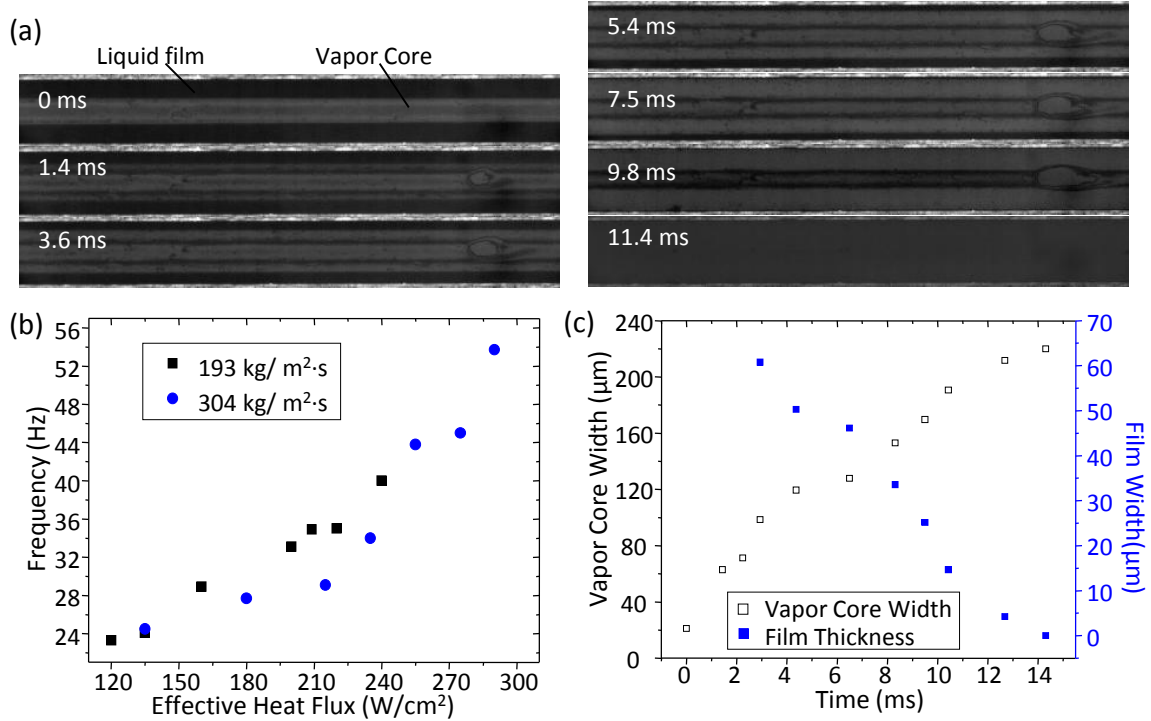 (a)
Liquid film
Vapor Core
0 ms
1.4 ms
3.6 ms
5.4 ms
7.5 ms
9.8 ms
11.4 ms
(b)
56
52
48
44
40
36
32
28
24
Frequency (Hz)
193 kg/ m²·s
304 kg/ m²·s
120 150 180 210 240 270 300
Effective Heat Flux (W/cm²)
(c)
240
200
160
120
80
40
0
Vapor Core Width (μm)
70
60
50
40
30
20
10
0
Film Width(μm)
Vapor Core Width
Film Thickness
0 2 4 6 8 10 12 14
Time (ms)